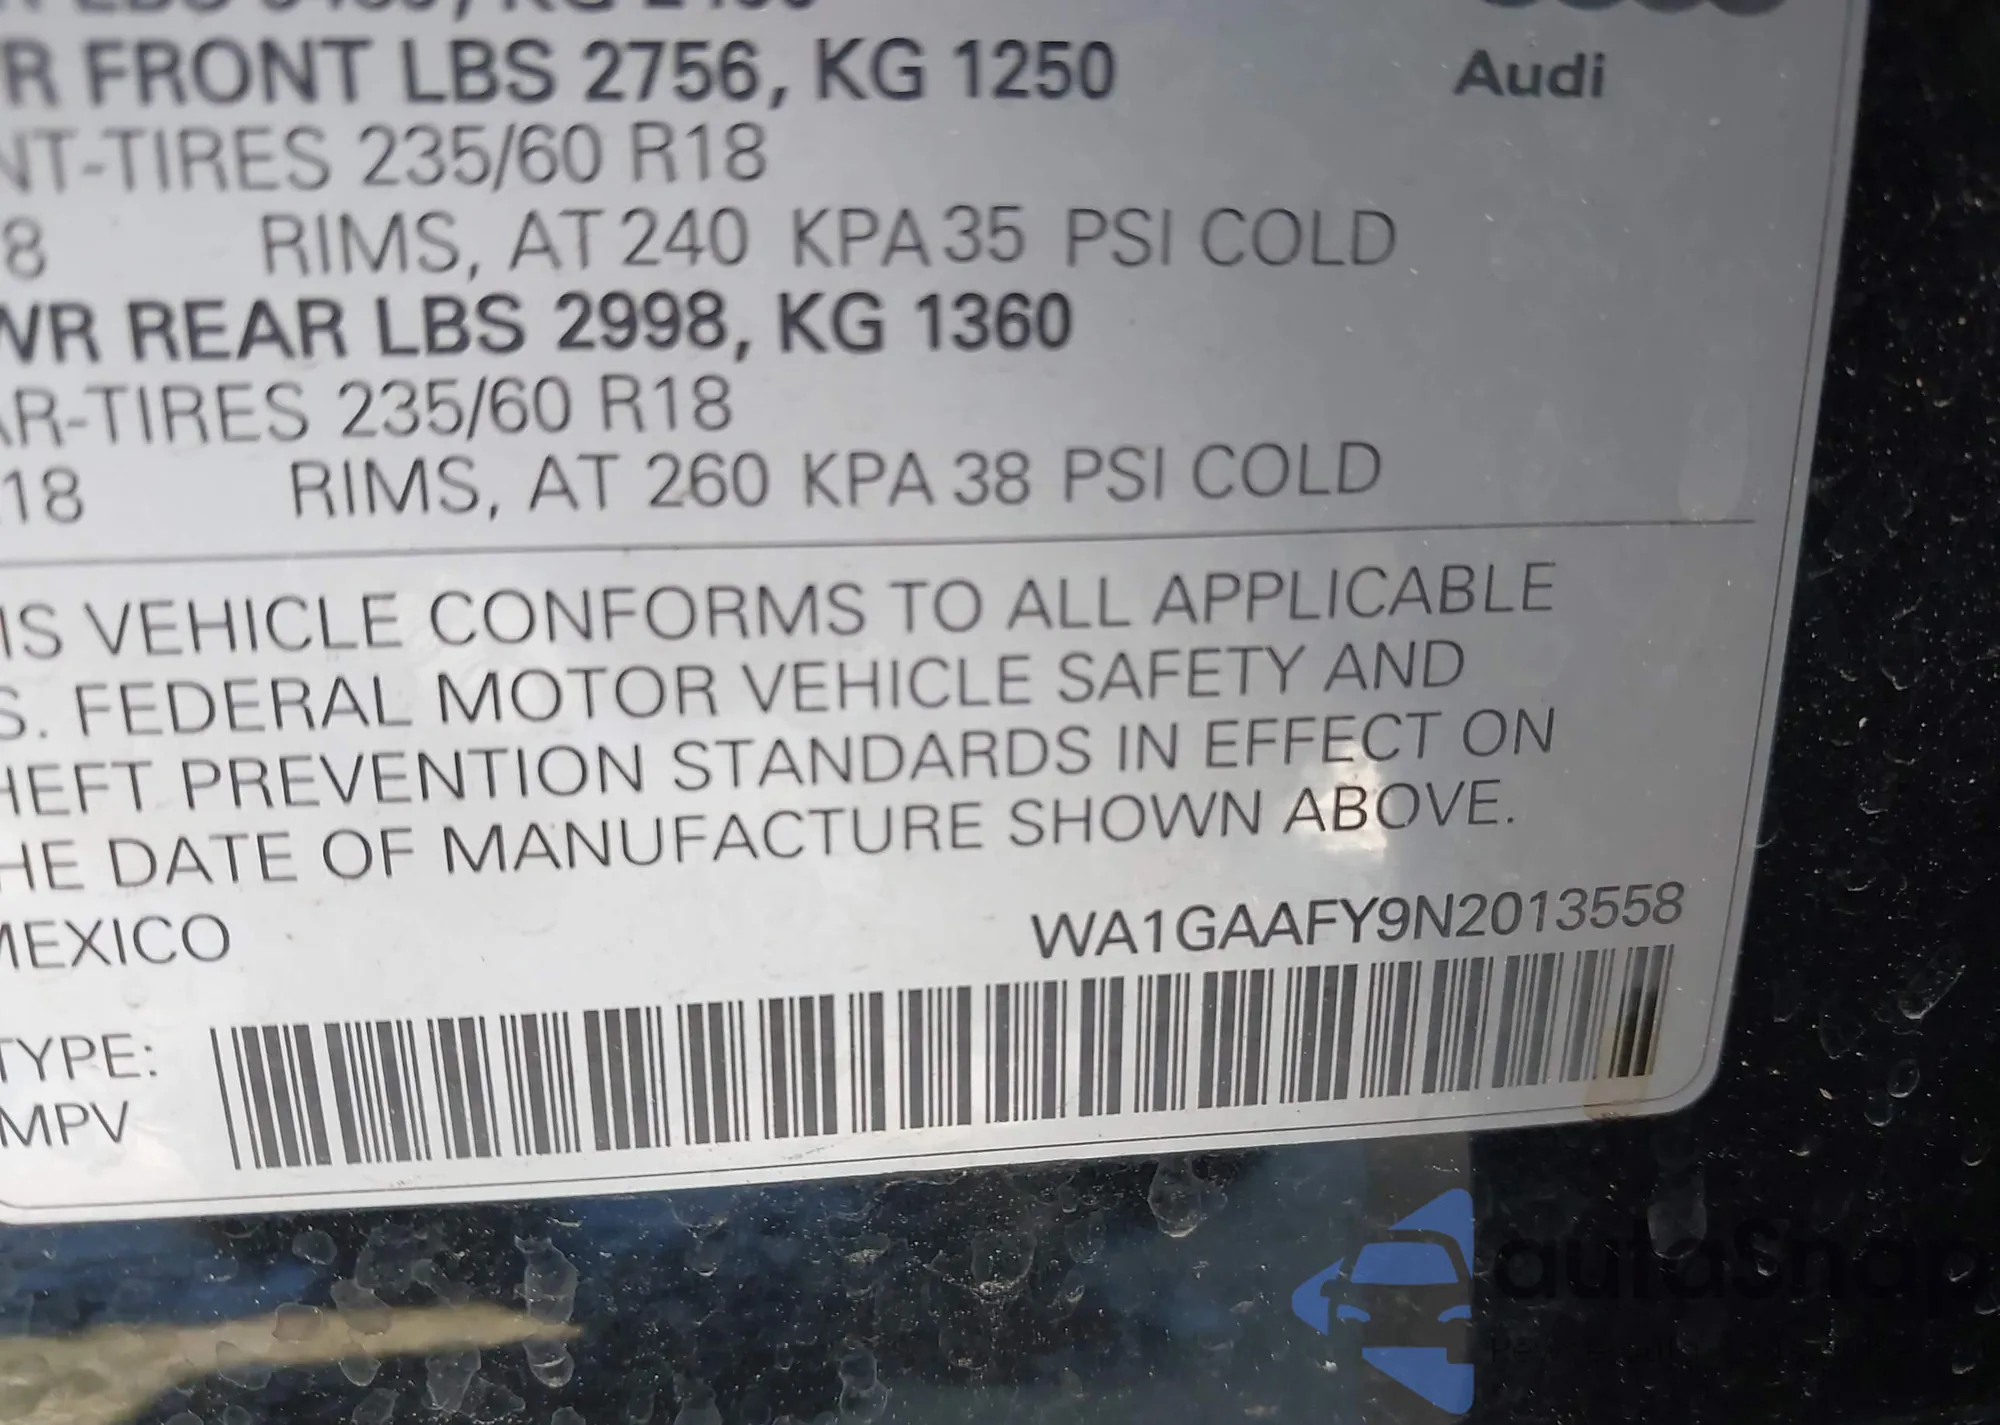 R FRONT LBS 2756, KG 1250
Audi
NT-TIRES 235/60 R18
8 RIMS, AT 240 KPA 35 PSI COLD
WR REAR LBS 2998, KG 1360
AR-TIRES 235/60 R18
18 RIMS, AT 260 KPA 38 PSI COLD
IS VEHICLE CONFORMS TO ALL APPLICABLE
S. FEDERAL MOTOR VEHICLE SAFETY AND
HEFT PREVENTION STANDARDS IN EFFECT ON
HE DATE OF MANUFACTURE SHOWN ABOVE.
MEXICO WA1GAAFY9N2013558
TYPE:
MPV
autaSnap